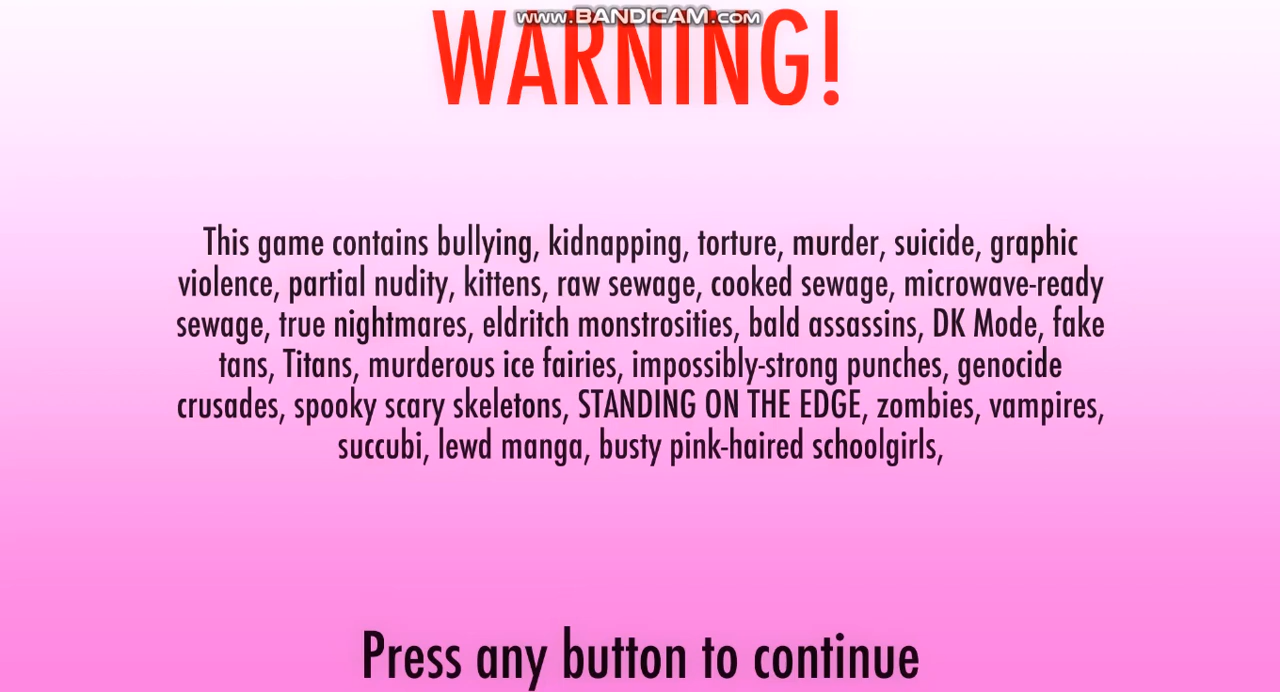 www.BANDICAM.com
WARNING!
This game contains bullying, kidnapping, torture, murder, suicide, graphic
violence, partial nudity, kittens, raw sewage, cooked sewage, microwave-ready
sewage, true nightmares, eldritch monstrosities, bald assassins, DK Mode, fake
tans, Titans, murderous ice fairies, impossibly-strong punches, genocide
crusades, spooky scary skeletons, STANDING ON THE EDGE, zombies, vampires,
succubi, lewd manga, busty pink-haired schoolgirls,
Press any button to continue